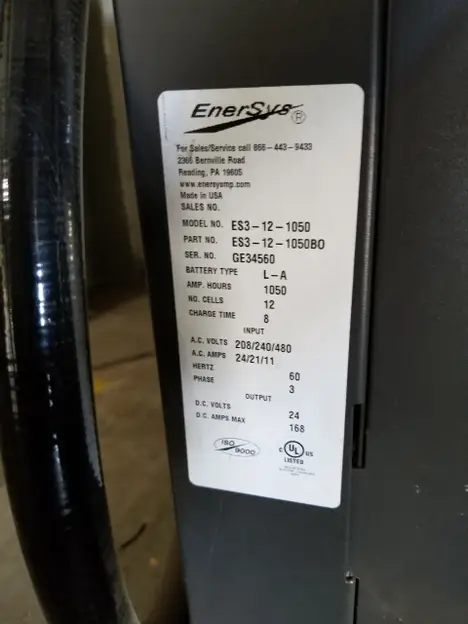 EnerSys®
For Sales/Service call 866-443-9433
2366 Bernville Road
Reading, PA 19605
www.enersysmp.com
Made in USA
SALES NO.
MODEL NO. ES3-12-1050
PART NO. ES3-12-1050BO
SER. NO. GE34560
BATTERY TYPE L-A
AMP. HOURS 1050
NO. CELLS 12
CHARGE TIME 8
INPUT
A.C. VOLTS 208/240/480
A.C. AMPS 24/21/11
HERTZ 60
PHASE 3
OUTPUT
D.C. VOLTS 24
D.C. AMPS MAX 168
ISO 9000
C UL® US
LISTED